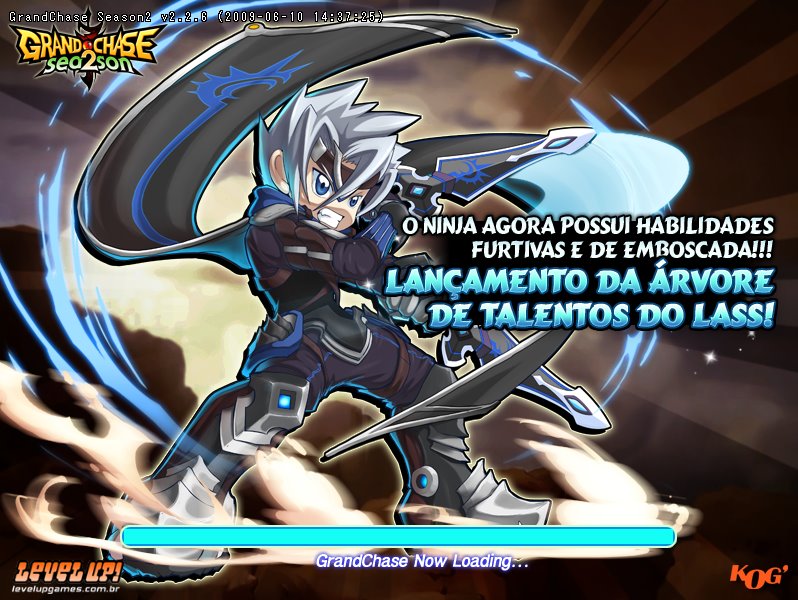 GrandChase Season2 v2.2.6 (2009-06-10 14:37:25)
GRAND CHASE
sea2son
O NINJA AGORA POSSUI HABILIDADES
FURTIVAS E DE EMBOSCADA!!!
LANÇAMENTO DA ÁRVORE
DE TALENTOS DO LASS!
GrandChase Now Loading...
LEVEL UP!
levelupgames.com.br
KOG'